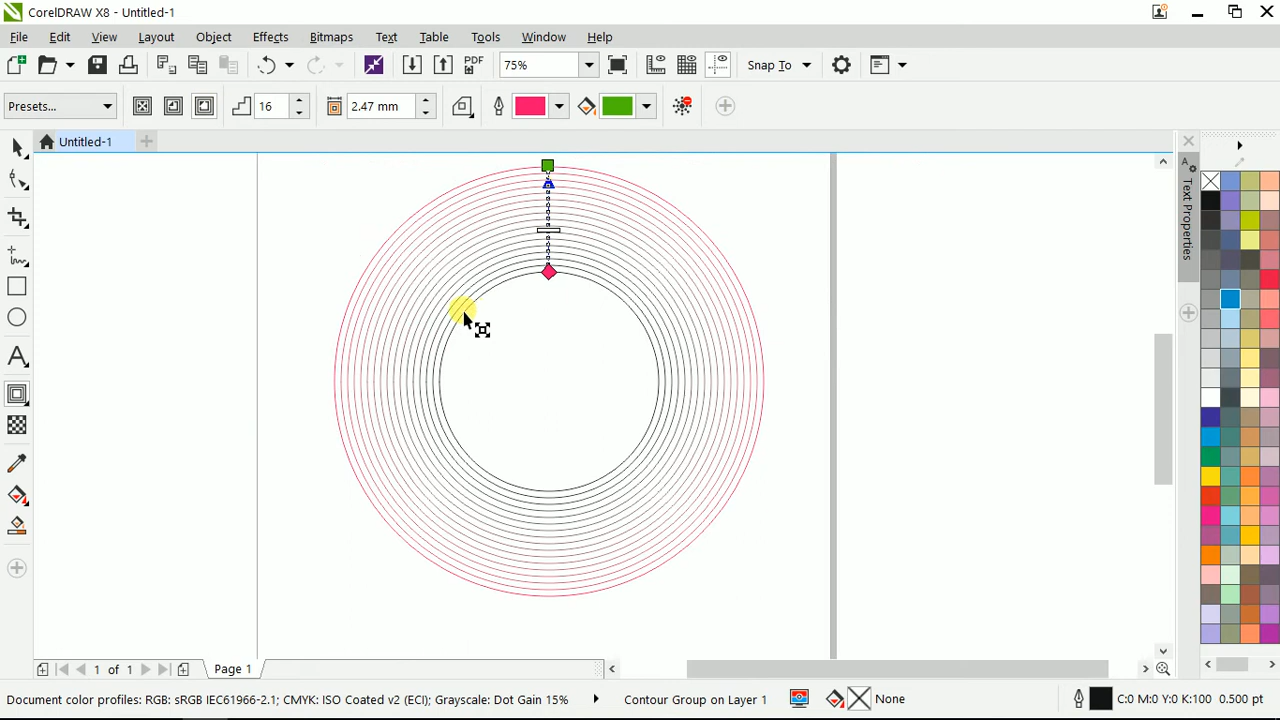 CorelDRAW X8 - Untitled-1
File Edit View Layout Object Effects Bitmaps Text Table Tools Window Help
PDF 75% Snap To
Presets... 16 2.47 mm
Untitled-1
Text Properties
1 of 1 Page 1
Document color profiles: RGB: sRGB IEC61966-2.1; CMYK: ISO Coated v2 (ECI); Grayscale: Dot Gain 15% Contour Group on Layer 1 None C:0 M:0 Y:0 K:100 0.500 pt